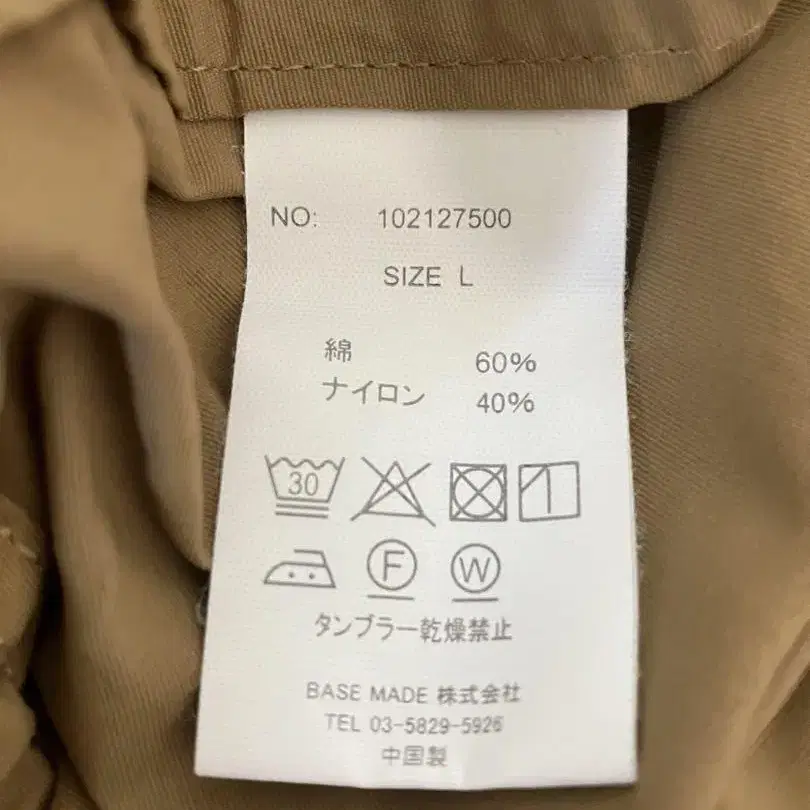 NO: 102127500
SIZE L
綿 60%
ナイロン 40%
30
F W
タンブラー乾燥禁止
BASE MADE 株式会社
TEL 03-5829-5926
中国製